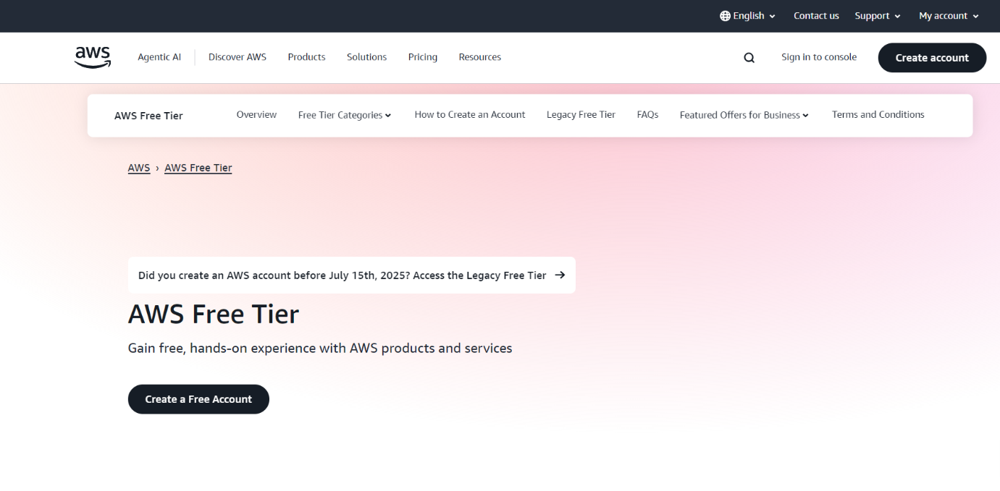 English
Contact us
Support
My account
aws
Agentic AI
Discover AWS
Products
Solutions
Pricing
Resources
Sign in to console
Create account
AWS Free Tier
Overview
Free Tier Categories
How to Create an Account
Legacy Free Tier
FAQs
Featured Offers for Business
Terms and Conditions
AWS › AWS Free Tier
Did you create an AWS account before July 15th, 2025? Access the Legacy Free Tier →
AWS Free Tier
Gain free, hands-on experience with AWS products and services
Create a Free Account